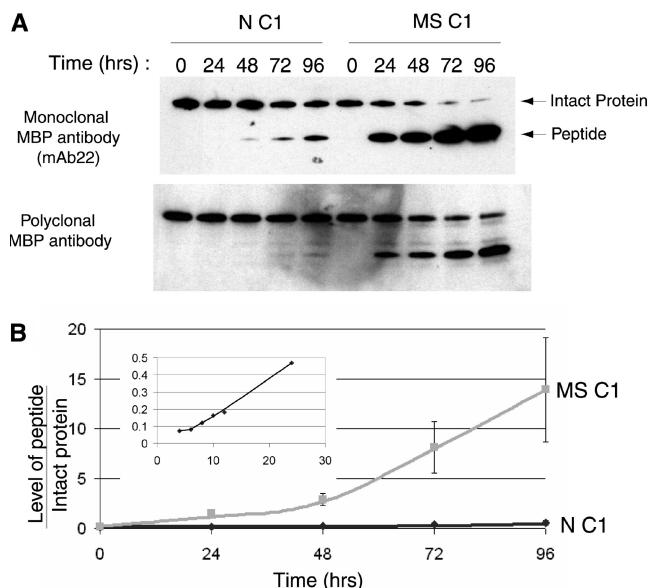 A
N C1 MS C1
Time (hrs) : 0 24 48 72 96 0 24 48 72 96
Monoclonal
MBP antibody
(mAb22)
Intact Protein
Peptide
Polyclonal
MBP antibody
B
Level of peptide
Intact protein
20
15
10
5
0
0.5
0.4
0.3
0.2
0.1
0
0 10 20 30
MS C1
N C1
0 24 48 72 96
Time (hrs)